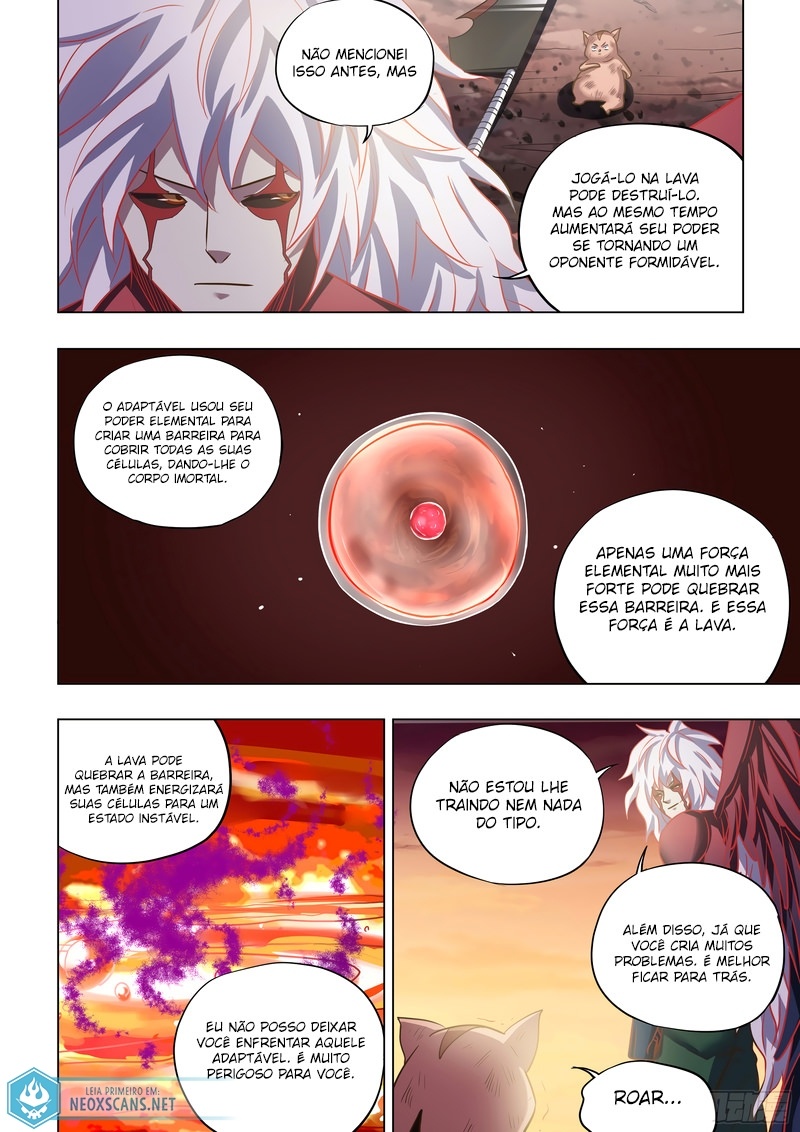 NÃO MENCIONEI
ISSO ANTES, MAS
JOGÁ-LO NA LAVA
PODE DESTRUÍ-LO.
MAS AO MESMO TEMPO
AUMENTARÁ SEU PODER
SE TORNANDO UM
OPONENTE FORMIDÁVEL.
O ADAPTÁVEL USOU SEU
PODER ELEMENTAL PARA
CRIAR UMA BARREIRA PARA
COBRIR TODAS AS SUAS
CÉLULAS, DANDO-LHE O
CORPO IMORTAL.
APENAS UMA FORÇA
ELEMENTAL MUITO MAIS
FORTE PODE QUEBRAR
ESSA BARREIRA. E ESSA
FORÇA É A LAVA.
A LAVA PODE
QUEBRAR A BARREIRA,
MAS TAMBÉM ENERGIZARÁ
SUAS CÉLULAS PARA UM
ESTADO INSTÁVEL.
EU NÃO POSSO DEIXAR
VOCÊ ENFRENTAR AQUELE
ADAPTÁVEL. É MUITO
PERIGOSO PARA VOCÊ.
NÃO ESTOU LHE
TRAINDO NEM NADA
DO TIPO.
ALÉM DISSO, JÁ QUE
VOCÊ CRIA MUITOS
PROBLEMAS. É MELHOR
FICAR PARA TRÁS.
ROAR...
LEIA PRIMEIRO EM:
NEOXSCANS.NET